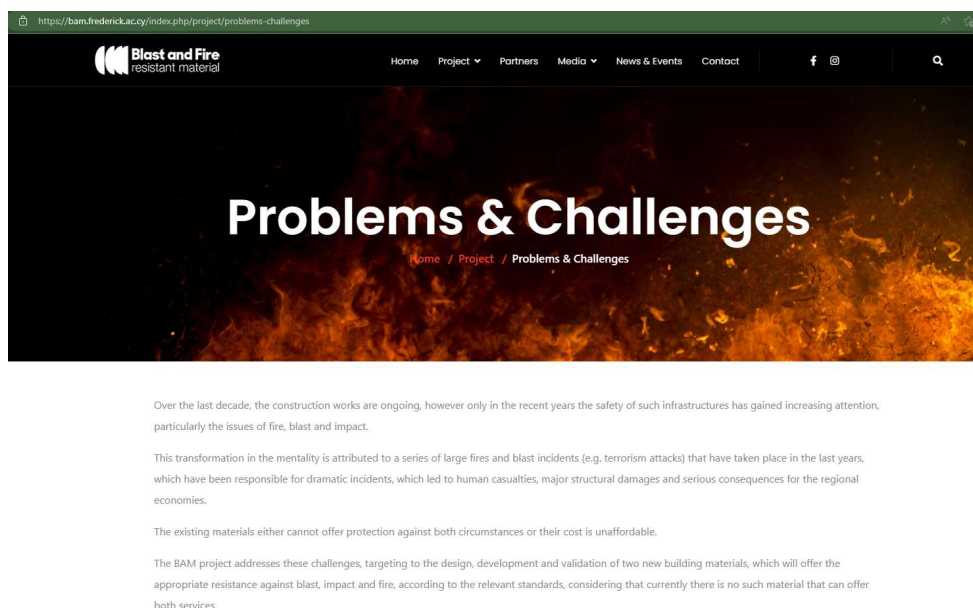 https://bam.frederick.ac.cy/index.php/project/problems-challenges
Blast and Fire
resistant material
Home Project Partners Media News & Events Contact
Problems & Challenges
Home / Project / Problems & Challenges
Over the last decade, the construction works are ongoing, however only in the recent years the safety of such infrastructures has gained increasing attention,
particularly the issues of fire, blast and impact.
This transformation in the mentality is attributed to a series of large fires and blast incidents (e.g. terrorism attacks) that have taken place in the last years,
which have been responsible for dramatic incidents, which led to human casualties, major structural damages and serious consequences for the regional
economies.
The existing materials either cannot offer protection against both circumstances or their cost is unaffordable.
The BAM project addresses these challenges, targeting to the design, development and validation of two new building materials, which will offer the
appropriate resistance against blast, impact and fire, according to the relevant standards, considering that currently there is no such material that can offer
both services.